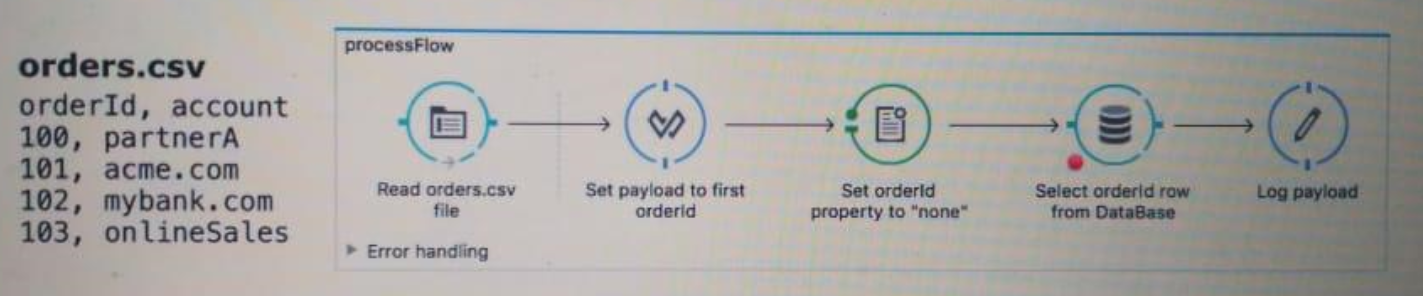 orders.csv
orderId, account
100, partnerA
101, acme.com
102, mybank.com
103, onlineSales
processFlow
Read orders.csv
file
Set payload to first
orderId
Set orderId
property to "none"
Select orderId row
from DataBase
Log payload
Error handling